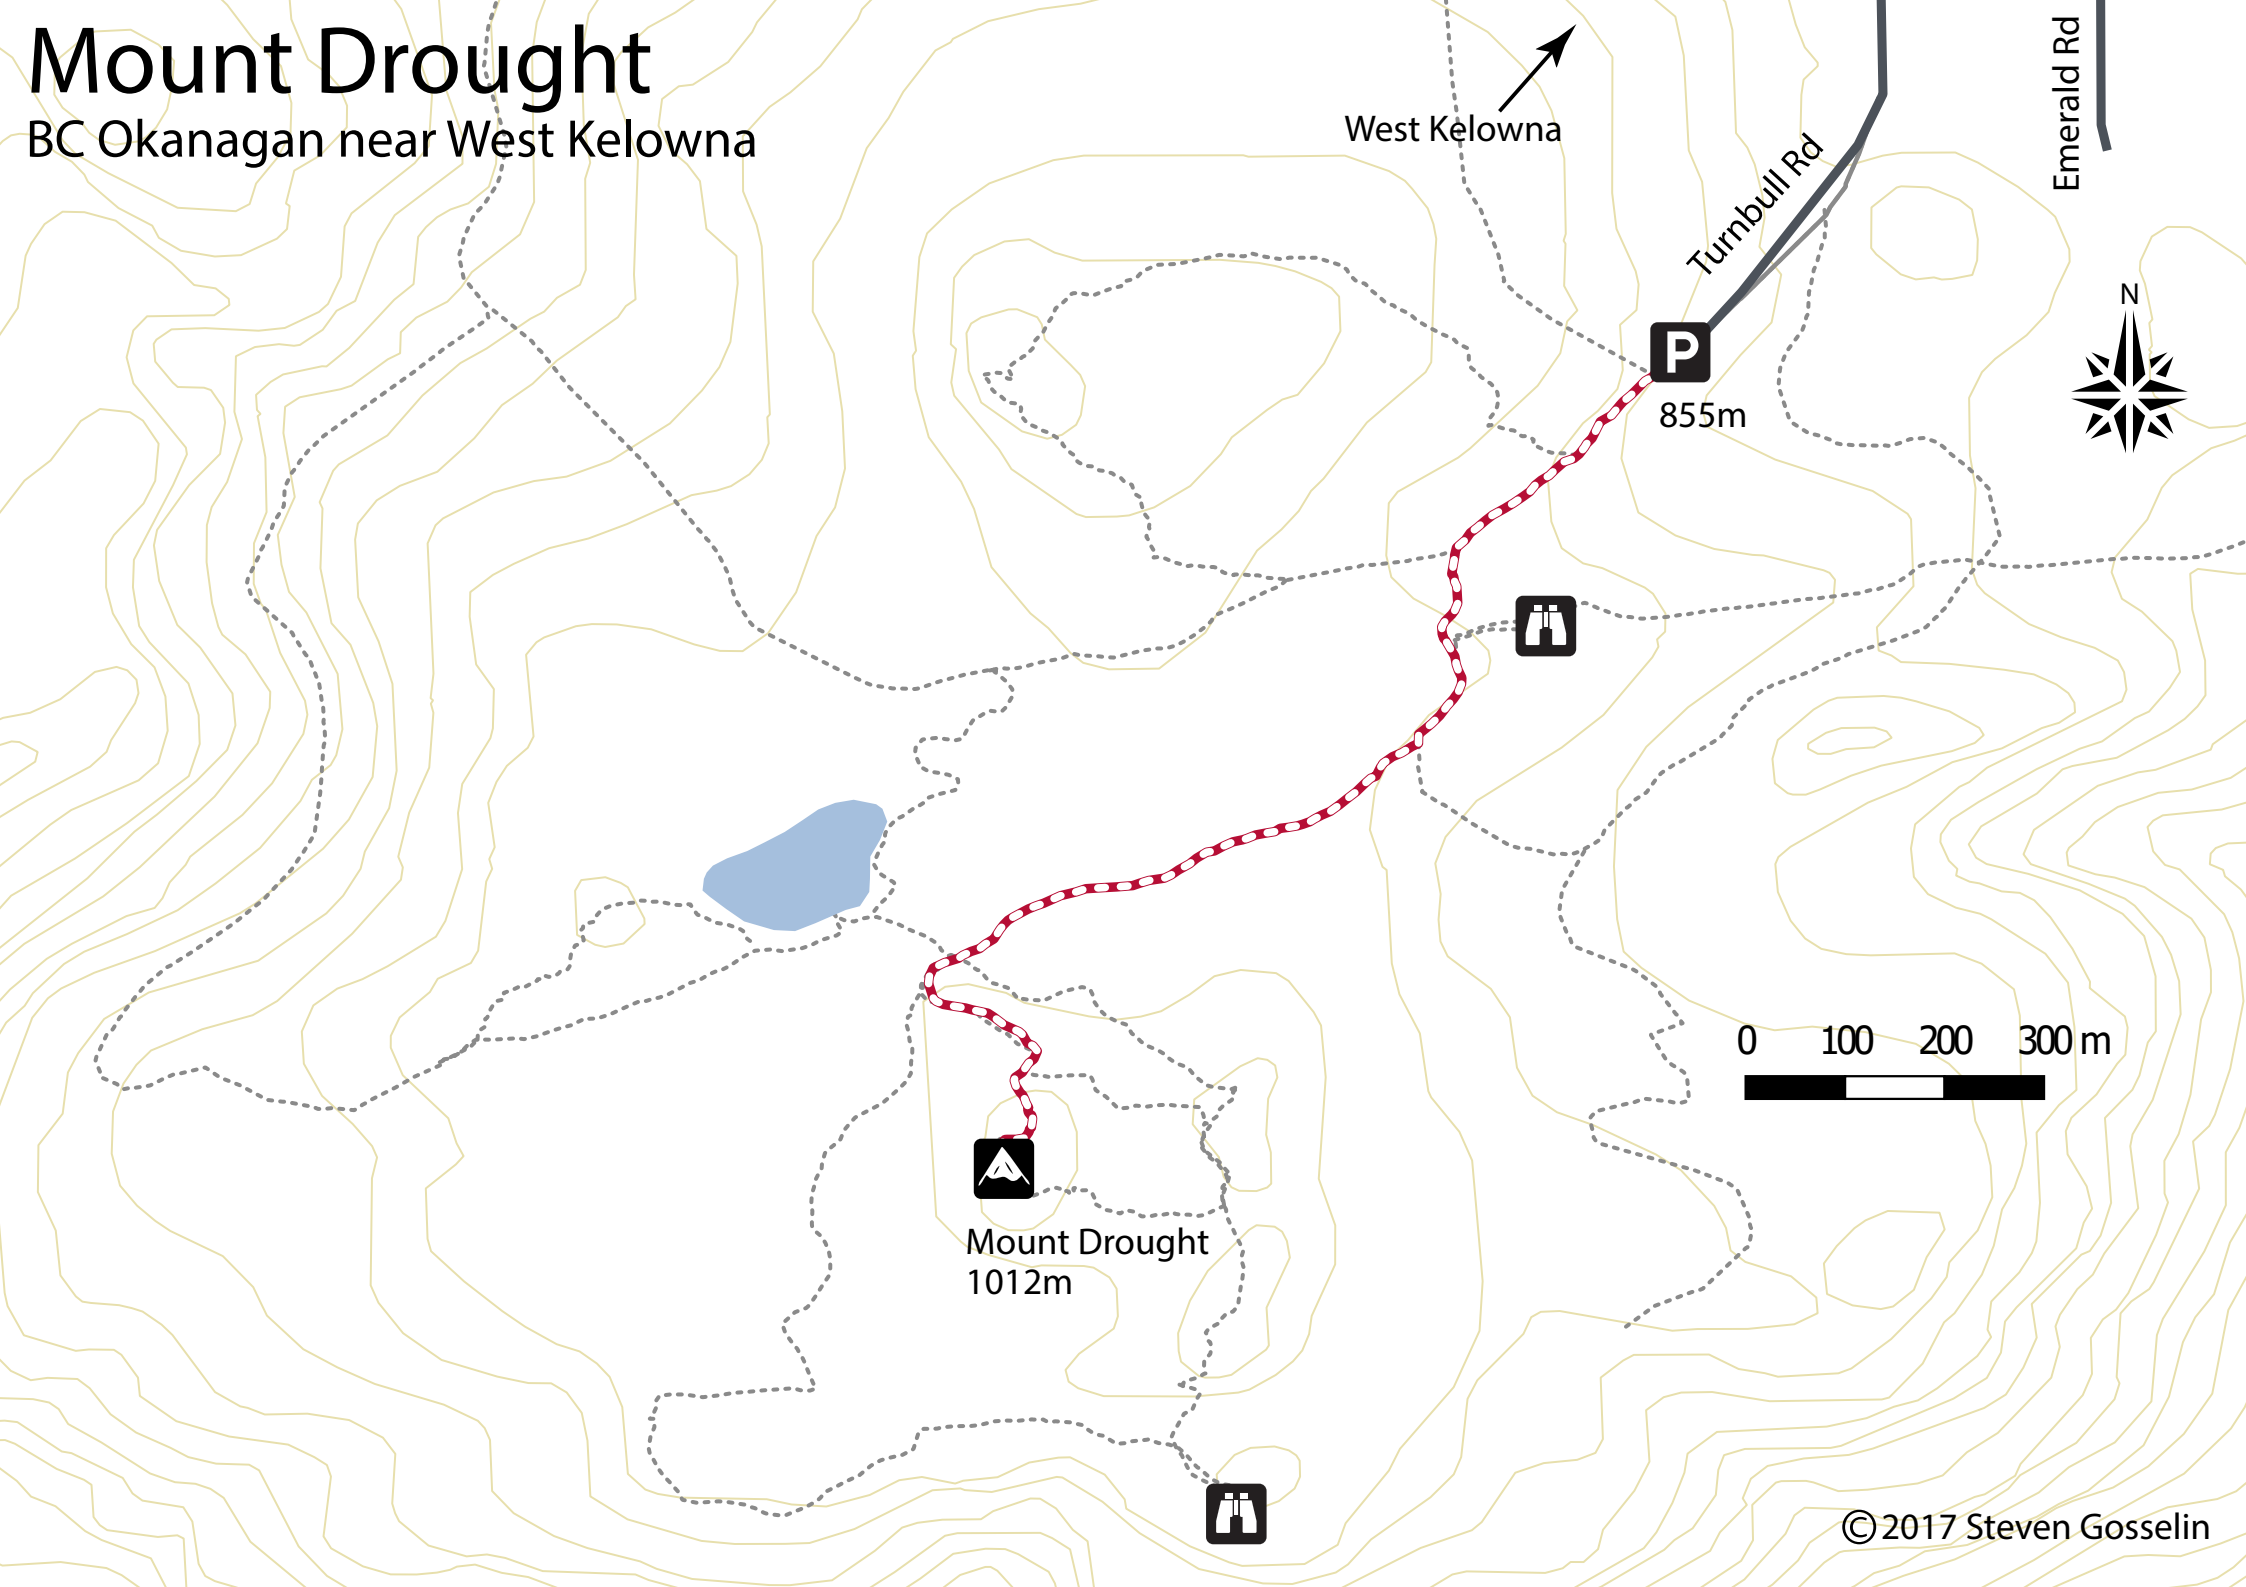 Mount Drought
BC Okanagan near West Kelowna
West Kelowna
Turnbull Rd
Emerald Rd
N
P
855m
0 100 200 300 m
Mount Drought
1012m
©2017 Steven Gosselin